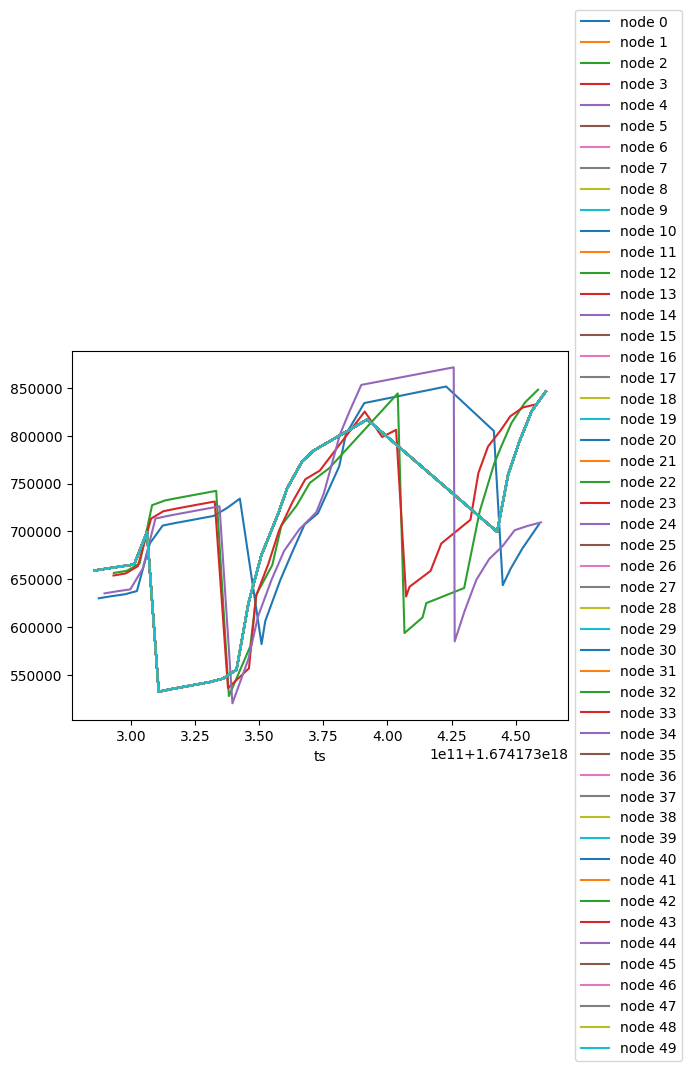 850000
800000
750000
700000
650000
600000
550000
3.00 3.25 3.50 3.75 4.00 4.25 4.50
1e11+1.674173e18
ts
node 0
node 1
node 2
node 3
node 4
node 5
node 6
node 7
node 8
node 9
node 10
node 11
node 12
node 13
node 14
node 15
node 16
node 17
node 18
node 19
node 20
node 21
node 22
node 23
node 24
node 25
node 26
node 27
node 28
node 29
node 30
node 31
node 32
node 33
node 34
node 35
node 36
node 37
node 38
node 39
node 40
node 41
node 42
node 43
node 44
node 45
node 46
node 47
node 48
node 49